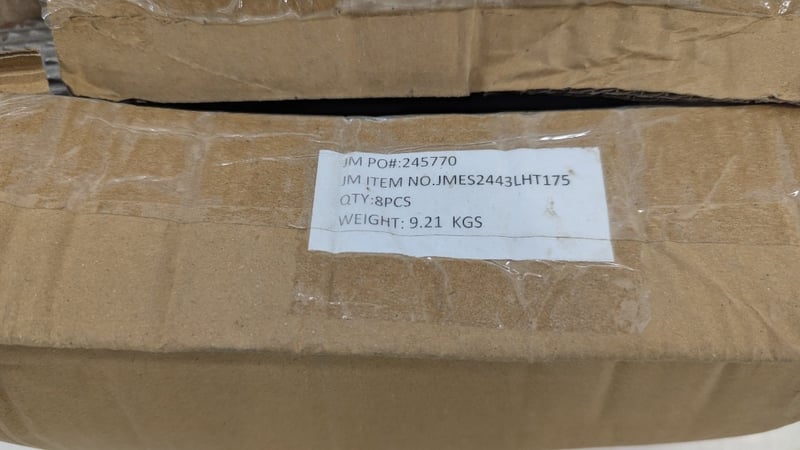 JM PO#:245770
JM ITEM NO.JMES2443LHT175
QTY:8PCS
WEIGHT: 9.21 KGS